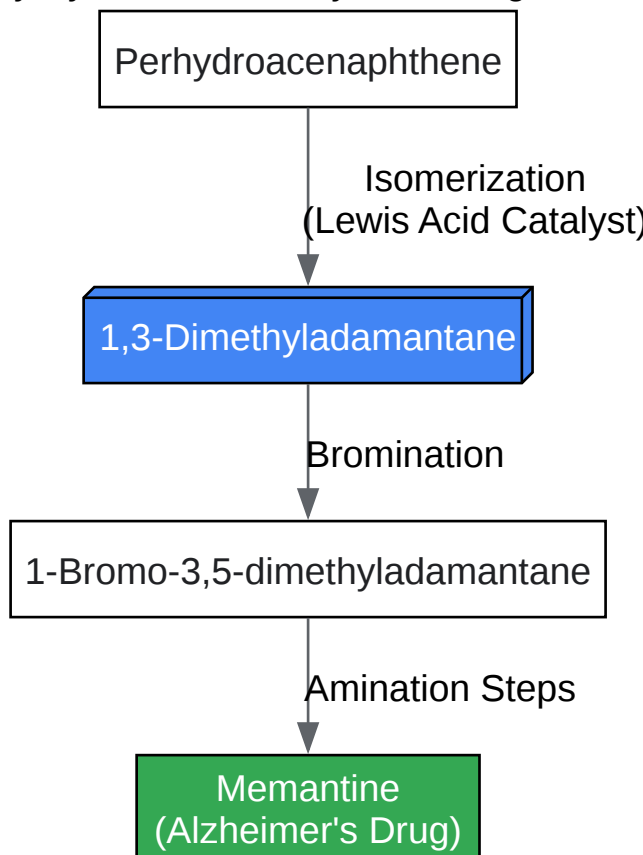 Perhydroacenaphthene
Isomerization
(Lewis Acid Catalyst)
1,3-Dimethyladamantane
Bromination
1-Bromo-3,5-dimethyladamantane
Amination Steps
Memantine
(Alzheimer's Drug)